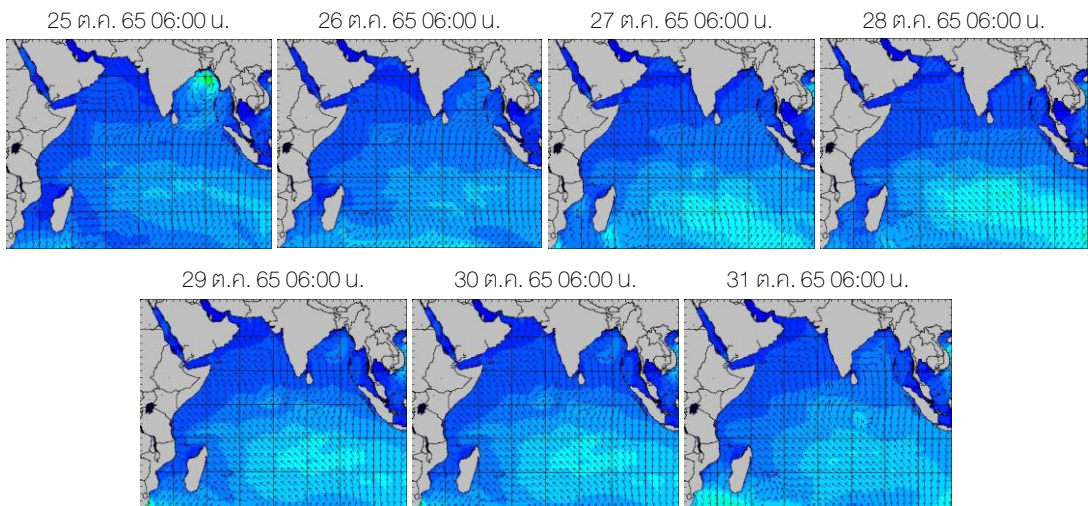 25 ต.ค. 65 06:00 น.
26 ต.ค. 65 06:00 น.
27 ต.ค. 65 06:00 น.
28 ต.ค. 65 06:00 น.
29 ต.ค. 65 06:00 น.
30 ต.ค. 65 06:00 น.
31 ต.ค. 65 06:00 น.